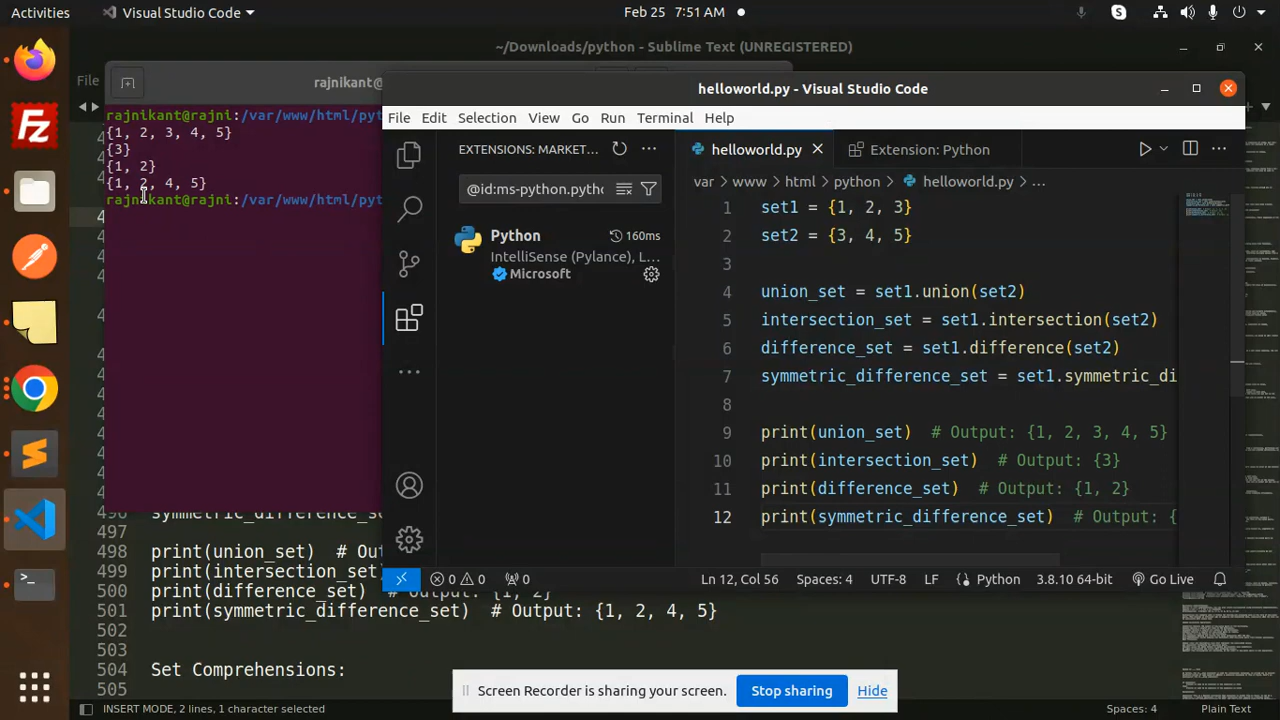 Activities
Visual Studio Code
Feb 25 7:51 AM
~/Downloads/python - Sublime Text (UNREGISTERED)
File
rajnikant@
rajnikant@rajni:/var/www/html/pyt
{1, 2, 3, 4, 5}
{3}
{1, 2}
{1, 2, 4, 5}
rajnikant@rajni:/var/www/html/pyt
helloworld.py - Visual Studio Code
File Edit Selection View Go Run Terminal Help
EXTENSIONS: MARKET...
@id:ms-python.pytho
Python
160ms
IntelliSense (Pylance), L...
Microsoft
helloworld.py
Extension: Python
var > www > html > python > helloworld.py > ...
1 set1 = {1, 2, 3}
2 set2 = {3, 4, 5}
3
4 union_set = set1.union(set2)
5 intersection_set = set1.intersection(set2)
6 difference_set = set1.difference(set2)
7 symmetric_difference_set = set1.symmetric_di
8
9 print(union_set) # Output: {1, 2, 3, 4, 5}
10 print(intersection_set) # Output: {3}
11 print(difference_set) # Output: {1, 2}
12 print(symmetric_difference_set) # Output: {
0 0 0
Ln 12, Col 56 Spaces: 4 UTF-8 LF Python 3.8.10 64-bit Go Live
496 symmetric_difference_se
497
498 print(union_set) # Ou
499 print(intersection_set)
500 print(difference_set) # Output: {1, 2}
501 print(symmetric_difference_set) # Output: {1, 2, 4, 5}
502
503
504 Set Comprehensions:
505
Screen Recorder is sharing your screen.
Stop sharing
Hide
INSERT MODE, 2 lines, 1 character selected
Spaces: 4
Plain Text